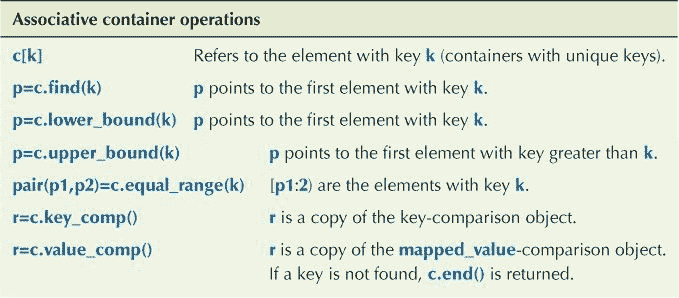 Associative container operations
c[k] Refers to the element with key k (containers with unique keys).
p=c.find(k) p points to the first element with key k.
p=c.lower_bound(k) p points to the first element with key k.
p=c.upper_bound(k) p points to the first element with key greater than k.
pair(p1,p2)=c.equal_range(k) [p1:2) are the elements with key k.
r=c.key_comp() r is a copy of the key-comparison object.
r=c.value_comp() r is a copy of the mapped_value-comparison object.
If a key is not found, c.end() is returned.